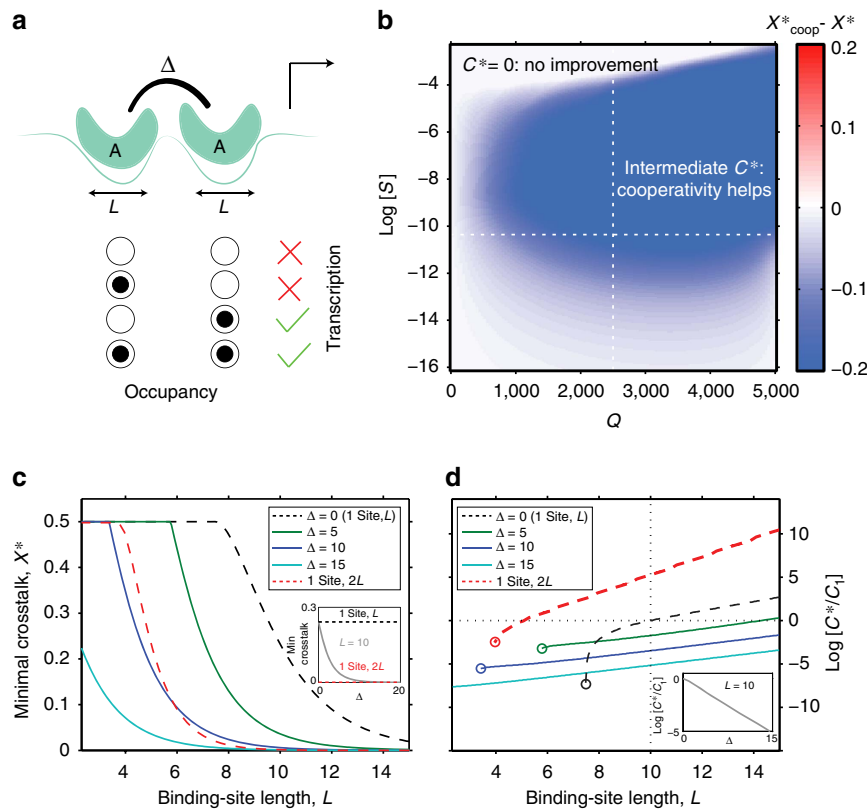 a
Δ
A
A
L
L
Transcription
Occupancy
b
X*coop- X*
C*= 0: no improvement
Intermediate C*:
cooperativity helps
Log [S]
−4
−6
−8
−10
−12
−14
−16
0
1,000
2,000
3,000
4,000
5,000
Q
0.2
0.1
0
−0.1
−0.2
c
Minimal crosstalk, X*
0.5
0.4
0.3
0.2
0.1
0
4
6
8
10
12
14
Binding-site length, L
Δ = 0 (1 Site, L)
Δ = 5
Δ = 10
Δ = 15
1 Site, 2L
Min
crosstalk
0.3
0
1 Site, L
L = 10
1 Site, 2L
0
20
Δ
d
Δ = 0 (1 Site, L)
Δ = 5
Δ = 10
Δ = 15
1 Site, 2L
10
5
0
−5
−10
Log [C*/C1]
4
6
8
10
12
14
Binding-site length, L
Log [C*/C1]
0
−5
L = 10
0
15
Δ